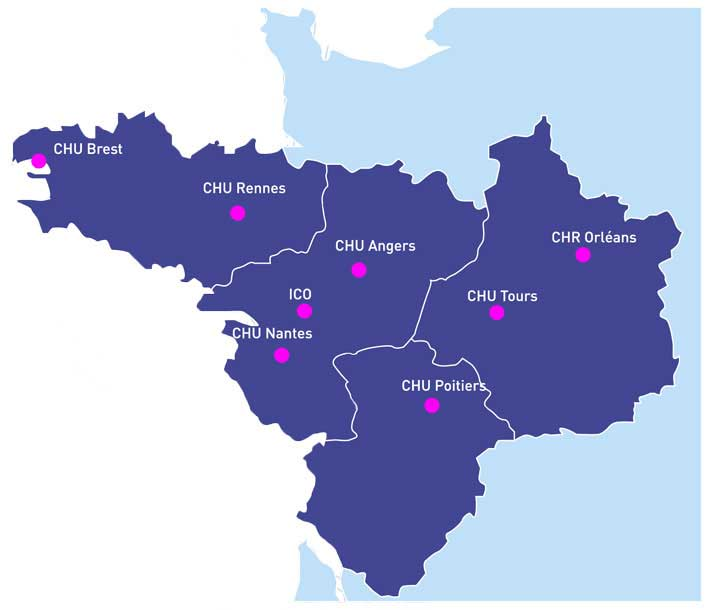 CHU Brest
CHU Rennes
CHR Orléans
CHU Angers
ICO
CHU Tours
CHU Nantes
CHU Poitiers